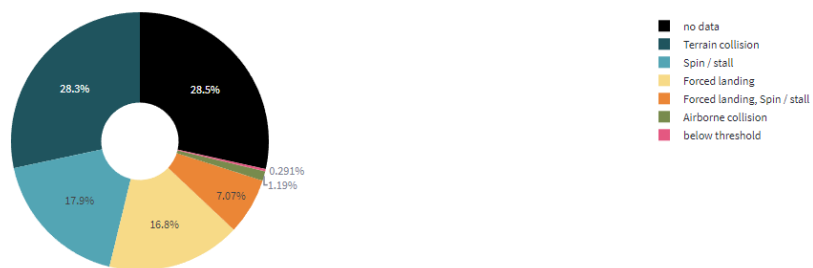 28.3%
28.5%
0.291%
1.19%
17.9%
7.07%
16.8%
no data
Terrain collision
Spin / stall
Forced landing
Forced landing, Spin / stall
Airborne collision
below threshold